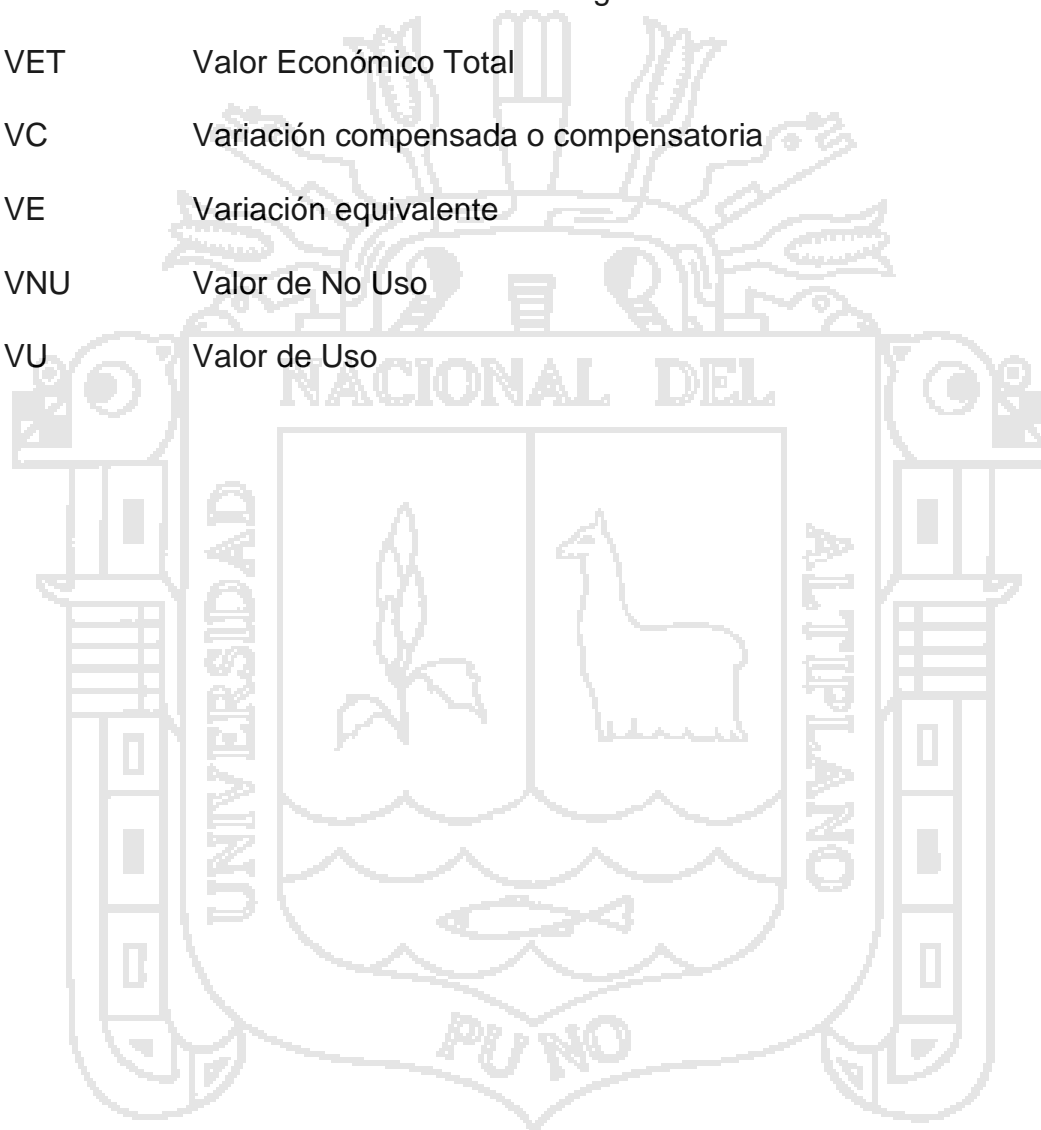 VET Valor Económico Total
VC Variación compensada o compensatoria
VE Variación equivalente
VNU Valor de No Uso
VU Valor de Uso
NACIONAL DEL
UNIVERSIDAD
ALTIPLANO
PUNO